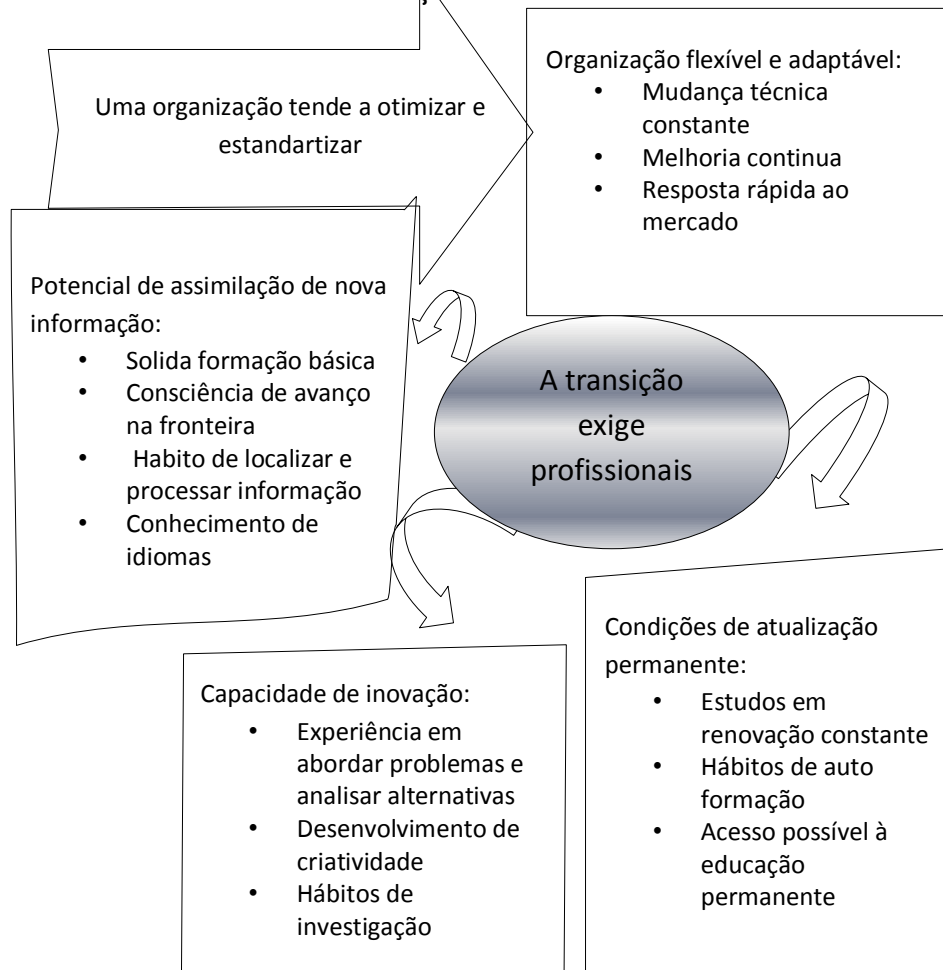 Uma organização tende a otimizar e
estandartizar
Organização flexível e adaptável:
• Mudança técnica
constante
• Melhoria continua
• Resposta rápida ao
mercado
Potencial de assimilação de nova
informação:
• Solida formação básica
• Consciência de avanço
na fronteira
• Habito de localizar e
processar informação
• Conhecimento de
idiomas
A transição
exige
profissionais
Capacidade de inovação:
• Experiência em
abordar problemas e
analisar alternativas
• Desenvolvimento de
criatividade
• Hábitos de
investigação
Condições de atualização
permanente:
• Estudos em
renovação constante
• Hábitos de auto
formação
• Acesso possível à
educação
permanente